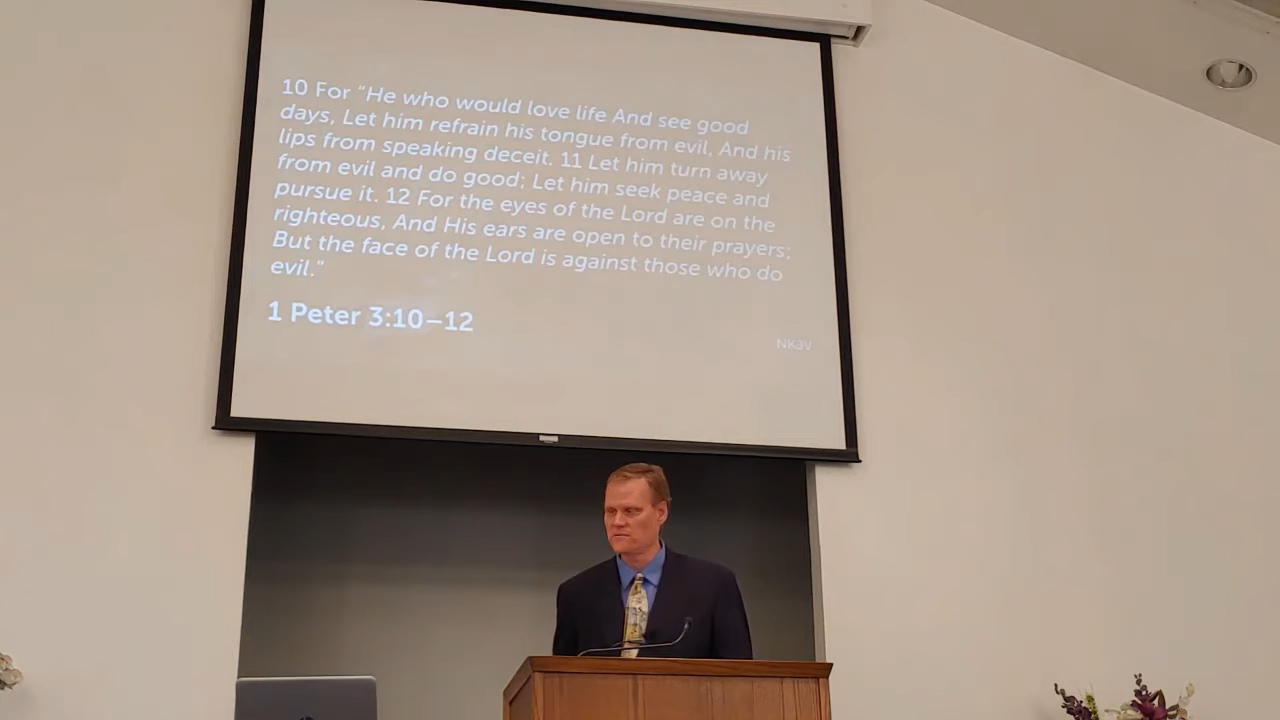 10 For “He who would love life And see good
days, Let him refrain his tongue from evil, And his
lips from speaking deceit. 11 Let him turn away
from evil and do good; Let him seek peace and
pursue it. 12 For the eyes of the Lord are on the
righteous, And His ears are open to their prayers;
But the face of the Lord is against those who do
evil.”
1 Peter 3:10–12
NKJV